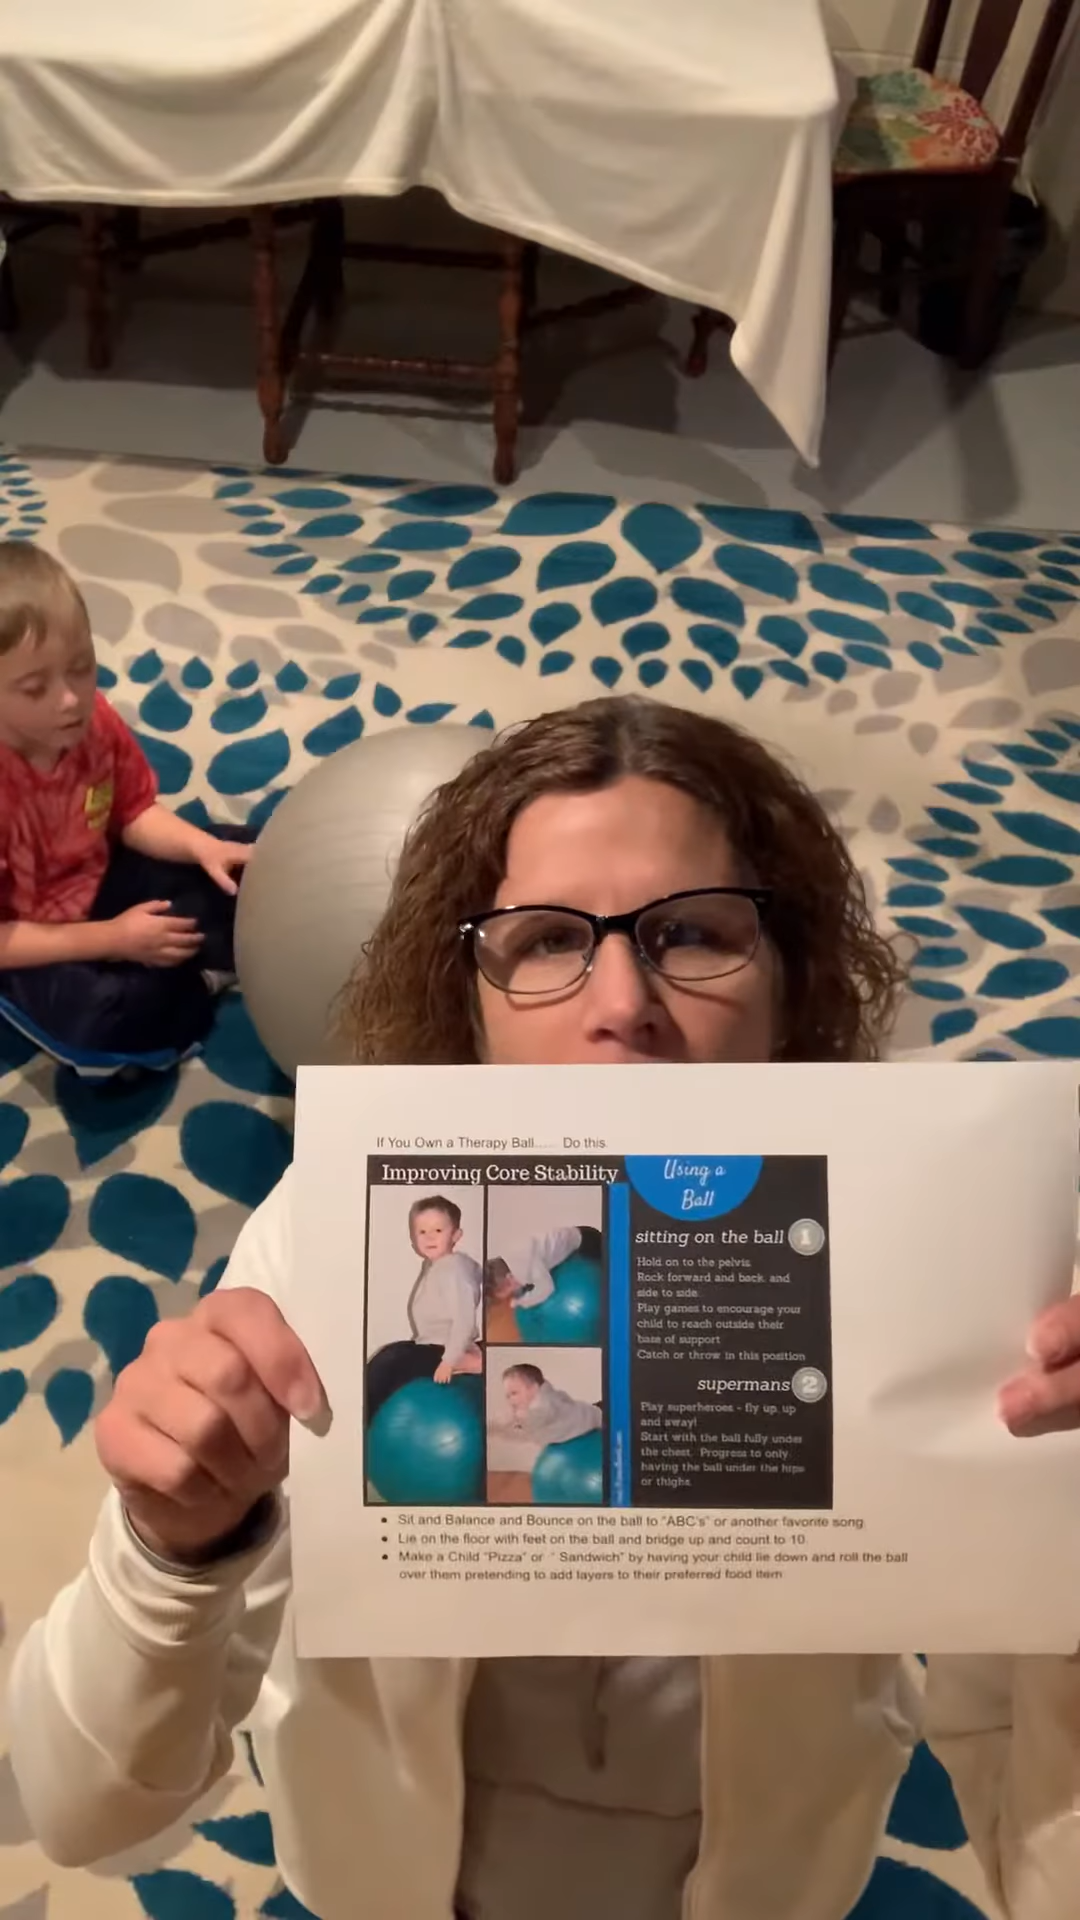 If You Own a Therapy Ball...... Do this.
Improving Core Stability
Using a
Ball
sitting on the ball 1
Hold on to the pelvis
Rock forward and back, and
side to side.
Play games to encourage your
child to reach outside their
base of support
Catch or throw in this position
supermans 2
Play superheroes - fly up, up
and away!
Start with the ball fully under
the chest. Progress to only
having the ball under the hips
or thighs.
• Sit and Balance and Bounce on the ball to "ABC's" or another favorite song.
• Lie on the floor with feet on the ball and bridge up and count to 10.
• Make a Child "Pizza" or " Sandwich" by having your child lie down and roll the ball
over them pretending to add layers to their preferred food item.